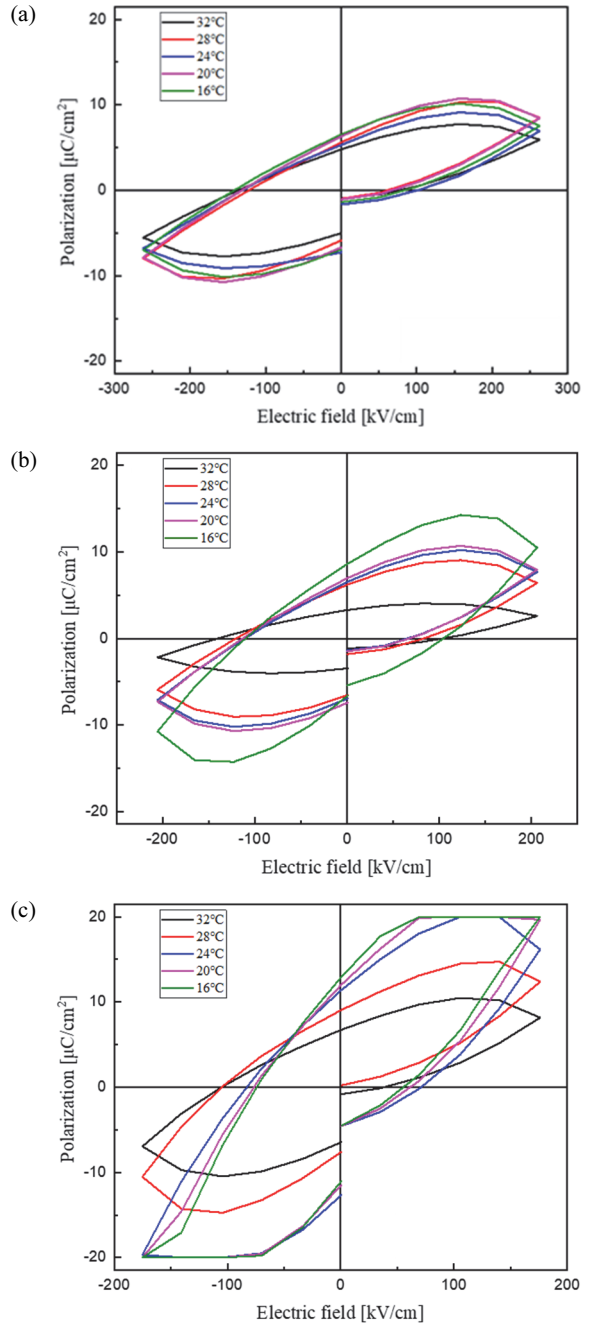 (a)
32℃
28℃
24℃
20℃
16℃
20
10
0
-10
-20
Polarization [μC/cm²]
-300 -200 -100 0 100 200 300
Electric field [kV/cm]
(b)
32℃
28℃
24℃
20℃
16℃
20
10
0
-10
-20
Polarization [μC/cm²]
-200 -100 0 100 200
Electric field [kV/cm]
(c)
32℃
28℃
24℃
20℃
16℃
20
10
0
-10
-20
Polarization [μC/cm²]
-200 -100 0 100 200
Electric field [kV/cm]